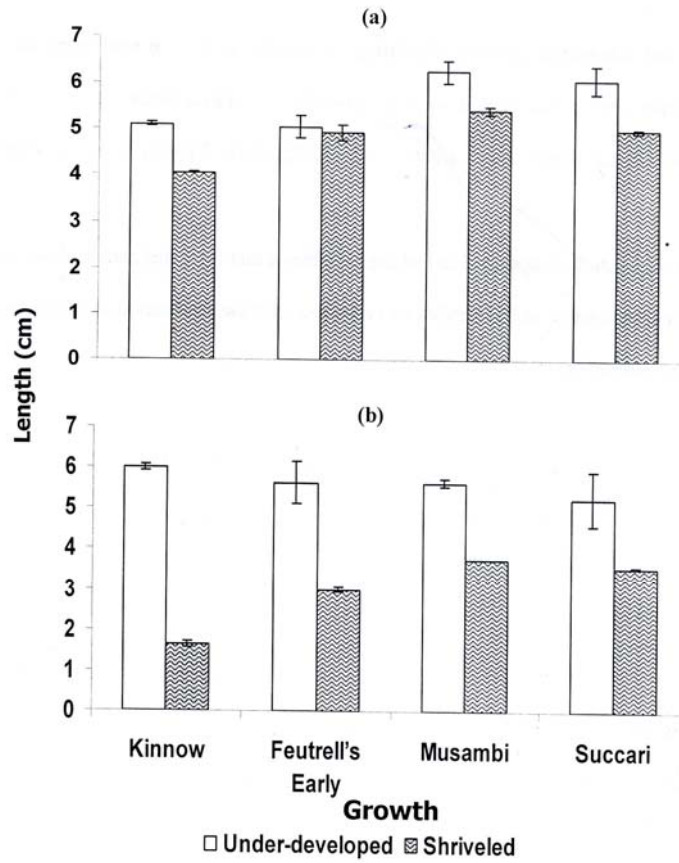 (a)
7
6
5
4
3
2
1
0
(b)
7
6
5
4
3
2
1
0
Length (cm)
Kinnow
Feutrell's
Early
Musambi
Succari
Growth
Under-developed
Shriveled